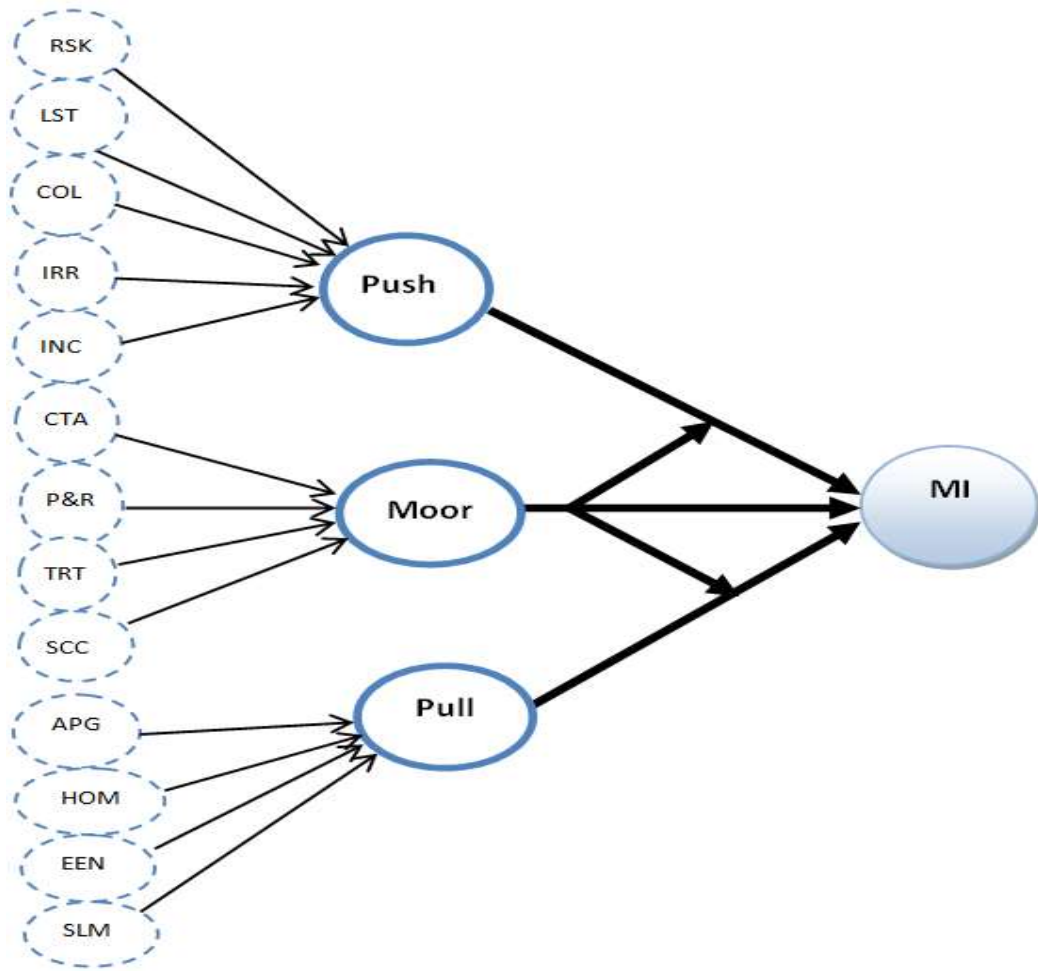 RSK
LST
COL
IRR
INC
CTA
P&R
TRT
SCC
APG
HOM
EEN
SLM
Push
Moor
Pull
MI